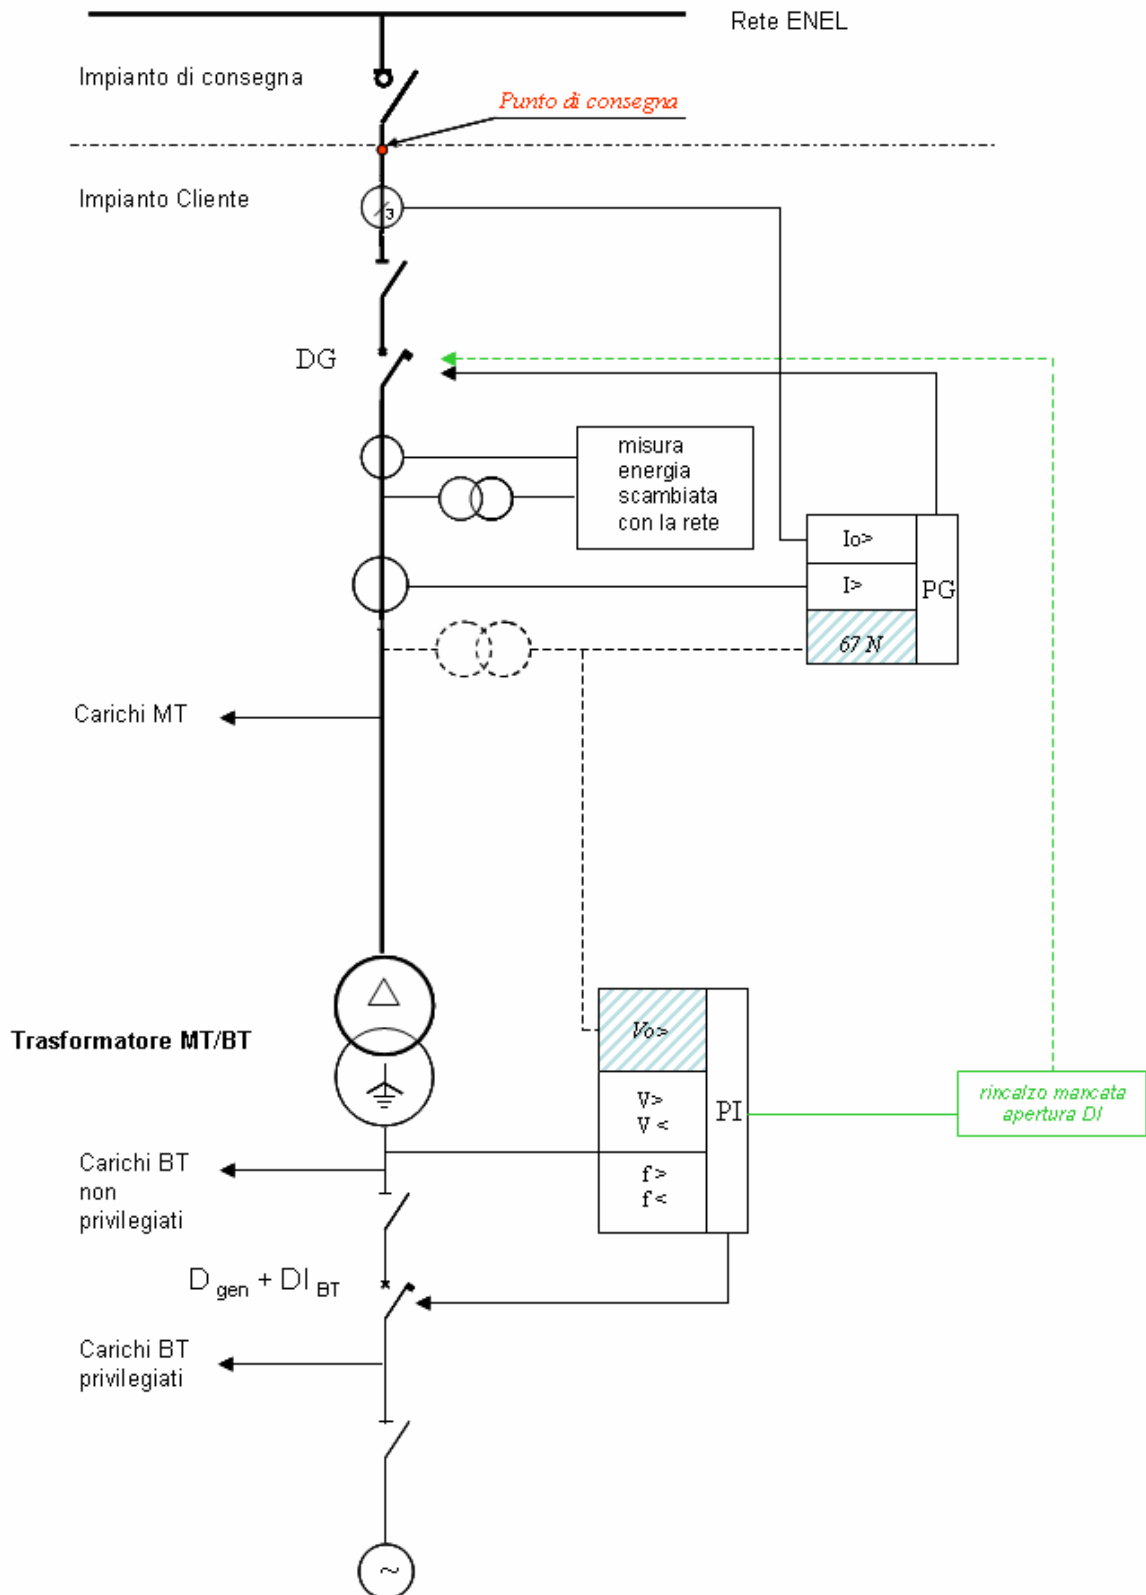 Rete ENEL
Impianto di consegna
Punto di consegna
Impianto Cliente
3
DG
misura
energia
scambiata
con la rete
Io>
I>
PG
67 N
Carichi MT
Trasformatore MT/BT
Vo>
V>
V<
PI
f>
f<
rincalzo mancata
apertura DI
Carichi BT
non
privilegiati
D gen + DI BT
Carichi BT
privilegiati
~